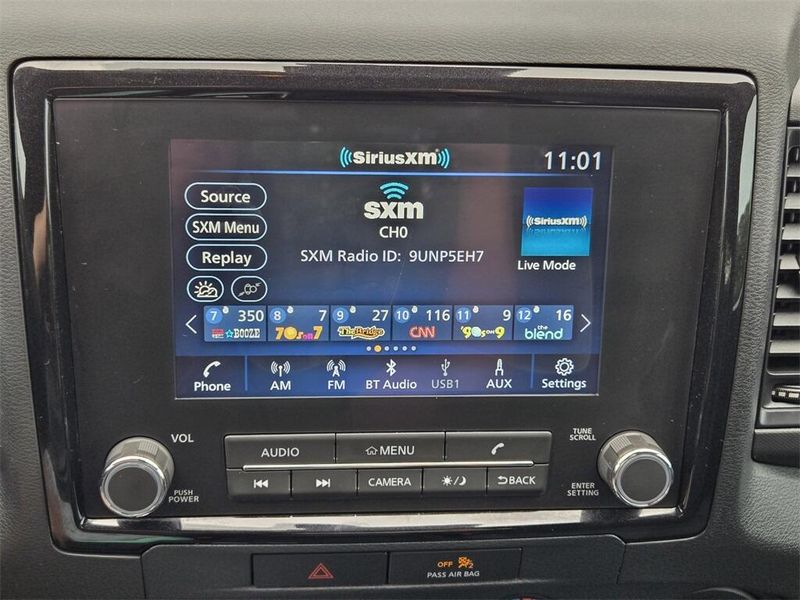 SiriusXM® 11:01
Source
SXM Menu
Replay
sxm
CH0
SXM Radio ID: 9UNP5EH7
SiriusXM
Live Mode
7 350 8 7 9 27 10 116 11 9 12 16
BOOZE 70s on 7 The Bridge CNN '90s on 9 the blend
Phone AM FM BT Audio USB1 AUX Settings
VOL
PUSH
POWER
AUDIO MENU
CAMERA BACK
TUNE
SCROLL
ENTER
SETTING
OFF 2
PASS AIR BAG